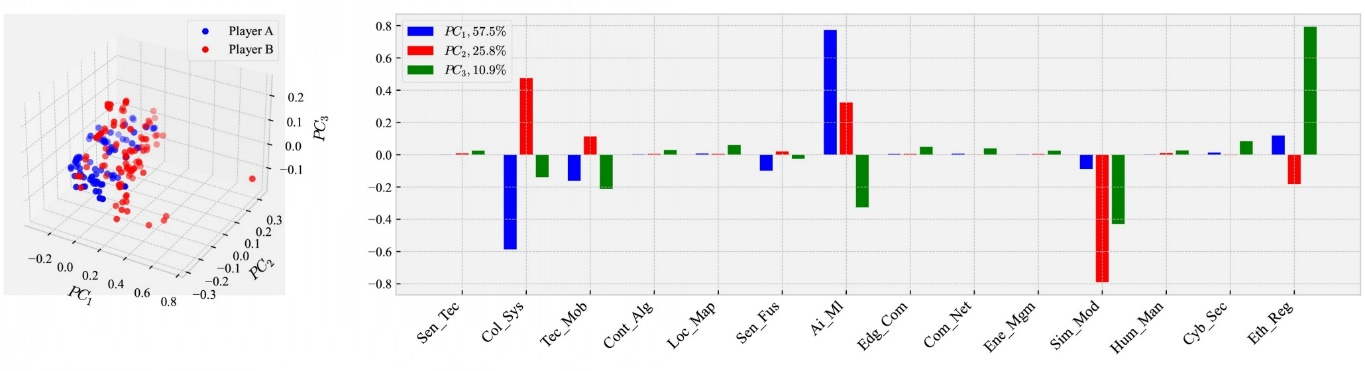 Player A
Player B
0.2
0.1
0.0
−0.1
PC3
0.3
0.2
0.1
−0.0
−0.1
−0.2
−0.3
PC2
−0.2
0.0
0.2
0.4
0.6
0.8
PC1
PC1, 57.5%
PC2, 25.8%
PC3, 10.9%
0.8
0.6
0.4
0.2
0.0
−0.2
−0.4
−0.6
−0.8
Sen_Tec
Col_Sys
Tec_Mob
Cont_Alg
Loc_Map
Sen_Fus
Ai_Ml
Edg_Com
Com_Net
Ene_Mgm
Sim_Mod
Hum_Man
Cyb_Sec
Eth_Reg